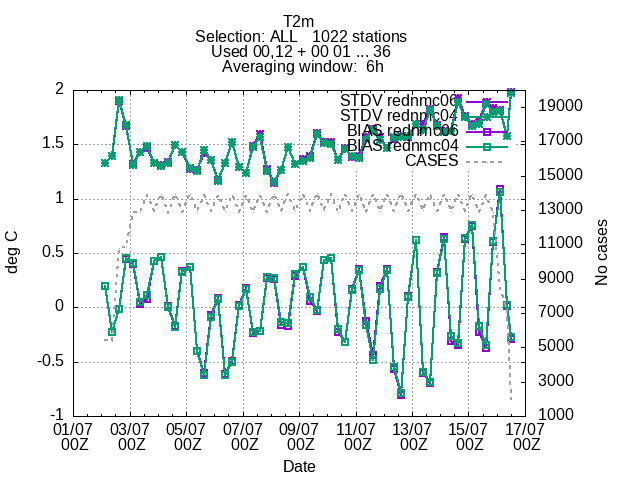 T2m
Selection: ALL 1022 stations
Used 00,12 + 00 01 ... 36
Averaging window: 6h
STDV rednmc06
STDV rednmc04
BIAS rednmc06
BIAS rednmc04
CASES
deg C
2
1.5
1
0.5
0
-0.5
-1
No cases
19000
17000
15000
13000
11000
9000
7000
5000
3000
1000
01/07 03/07 05/07 07/07 09/07 11/07 13/07 15/07 17/07
00Z 00Z 00Z 00Z 00Z 00Z 00Z 00Z 00Z
Date